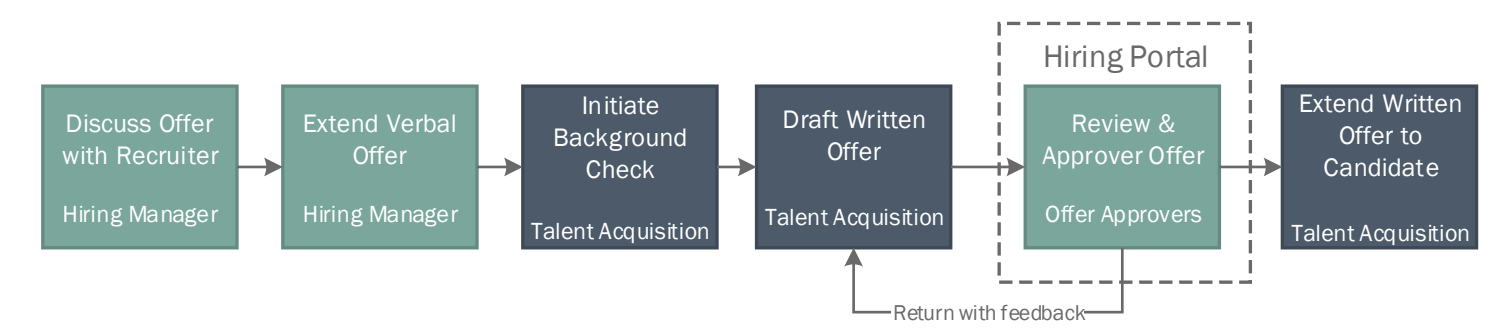 Discuss Offer
with Recruiter
Hiring Manager
Extend Verbal
Offer
Hiring Manager
Initiate
Background
Check
Talent Acquisition
Draft Written
Offer
Talent Acquisition
Hiring Portal
Review &
Approver Offer
Offer Approvers
Extend Written
Offer to
Candidate
Talent Acquisition
Return with feedback